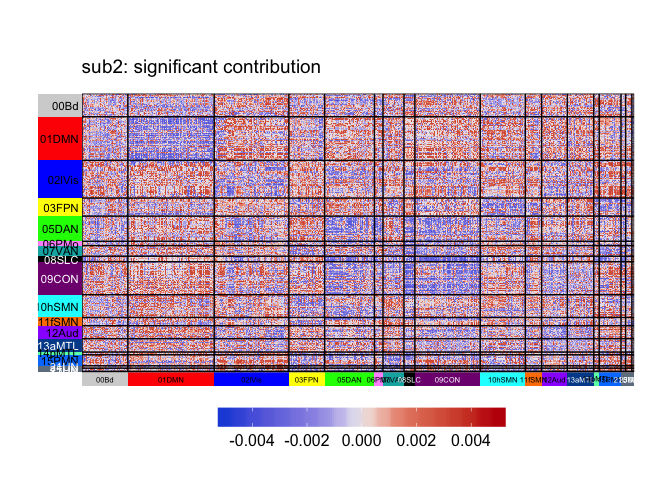 sub2: significant contribution
00Bd
01DMN
02Vis
03FPN
05DAN
06PMo
07VAN
08SLC
09CON
10hSMN
11fSMN
12Aud
13aMTL
15PMN
00Bd 01DMN 02Vis 03FPN 05DAN 08SLC 09CON 10hSMN 11fSMN 12Aud 13aMTL
-0.004 -0.002 0.000 0.002 0.004